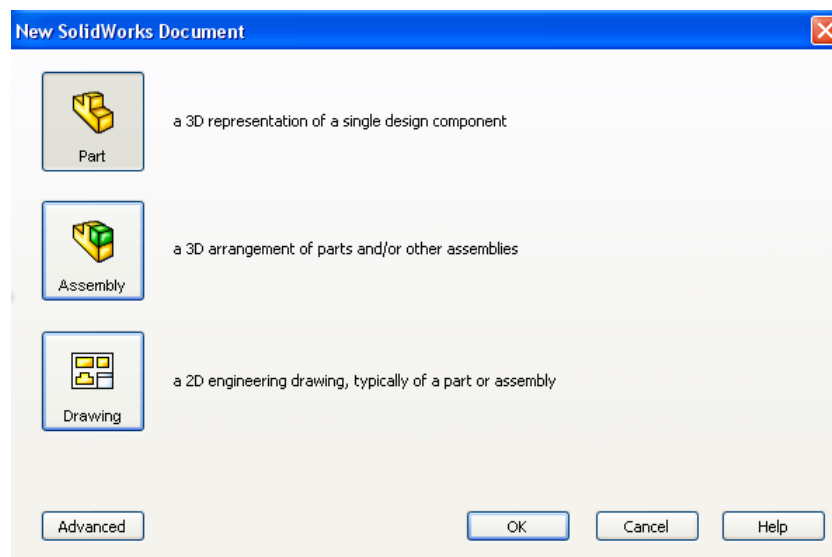 New SolidWorks Document
Part
a 3D representation of a single design component
Assembly
a 3D arrangement of parts and/or other assemblies
Drawing
a 2D engineering drawing, typically of a part or assembly
Advanced
OK
Cancel
Help